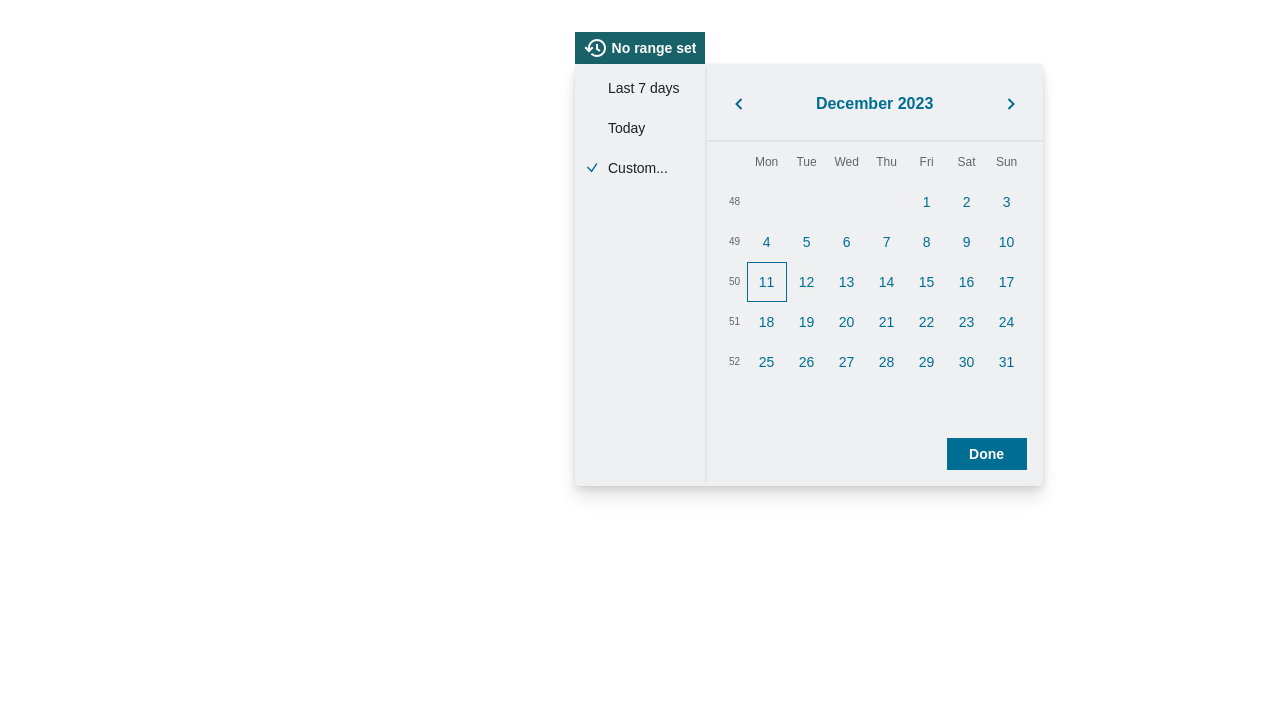 No range set
Last 7 days
Today
Custom...
December 2023
Mon Tue Wed Thu Fri Sat Sun
48 1 2 3
49 4 5 6 7 8 9 10
50 11 12 13 14 15 16 17
51 18 19 20 21 22 23 24
52 25 26 27 28 29 30 31
Done